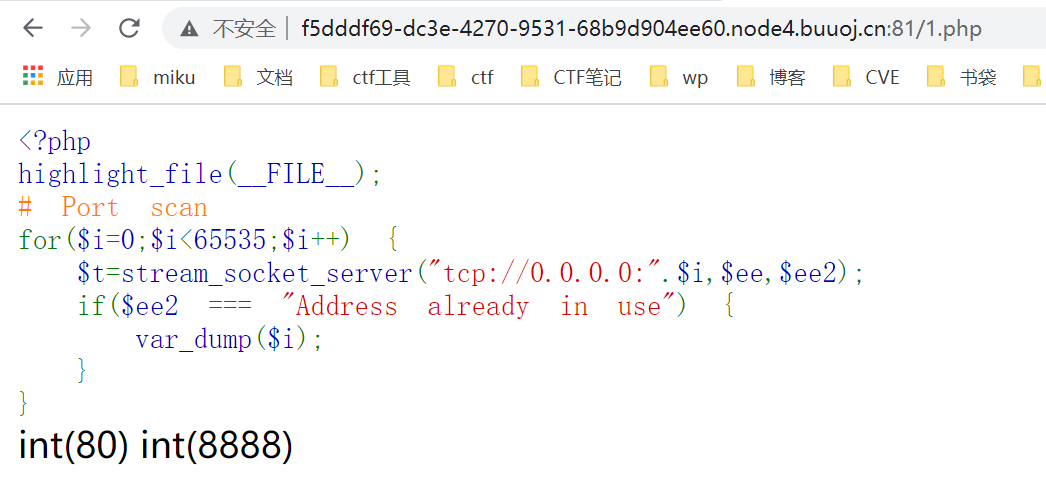 不安全 | f5dddf69-dc3e-4270-9531-68b9d904ee60.node4.buuoj.cn:81/1.php
应用 miku 文档 ctf工具 ctf CTF笔记 wp 博客 CVE 书袋
<?php
highlight_file(__FILE__);
# Port scan
for($i=0;$i<65535;$i++) {
    $t=stream_socket_server("tcp://0.0.0.0:".$i,$ee,$ee2);
    if($ee2 === "Address already in use") {
        var_dump($i);
    }
}
int(80) int(8888)